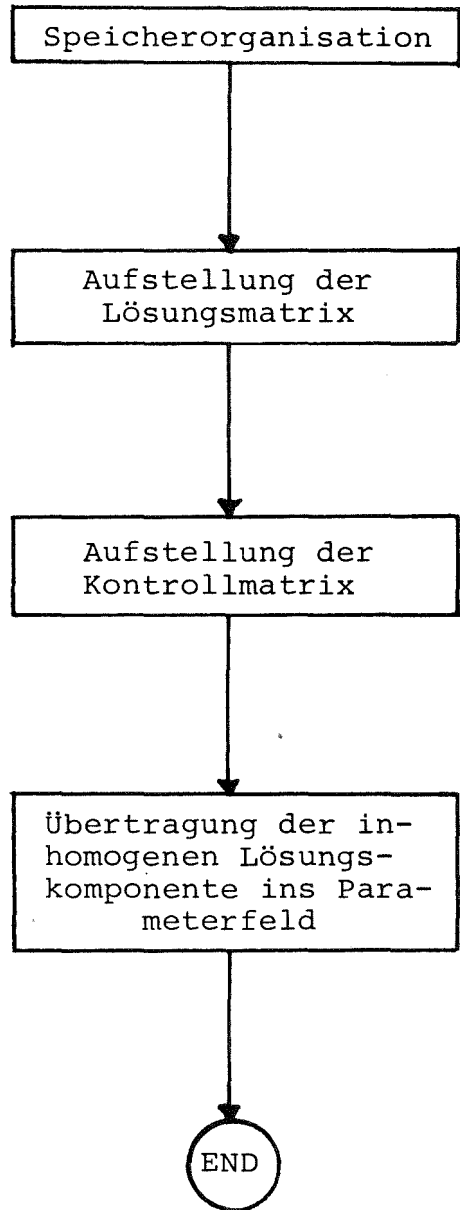 Speicherorganisation
Aufstellung der
Lösungsmatrix
Aufstellung der
Kontrollmatrix
Übertragung der in-
homogenen Lösungs-
komponente ins Para-
meterfeld
END